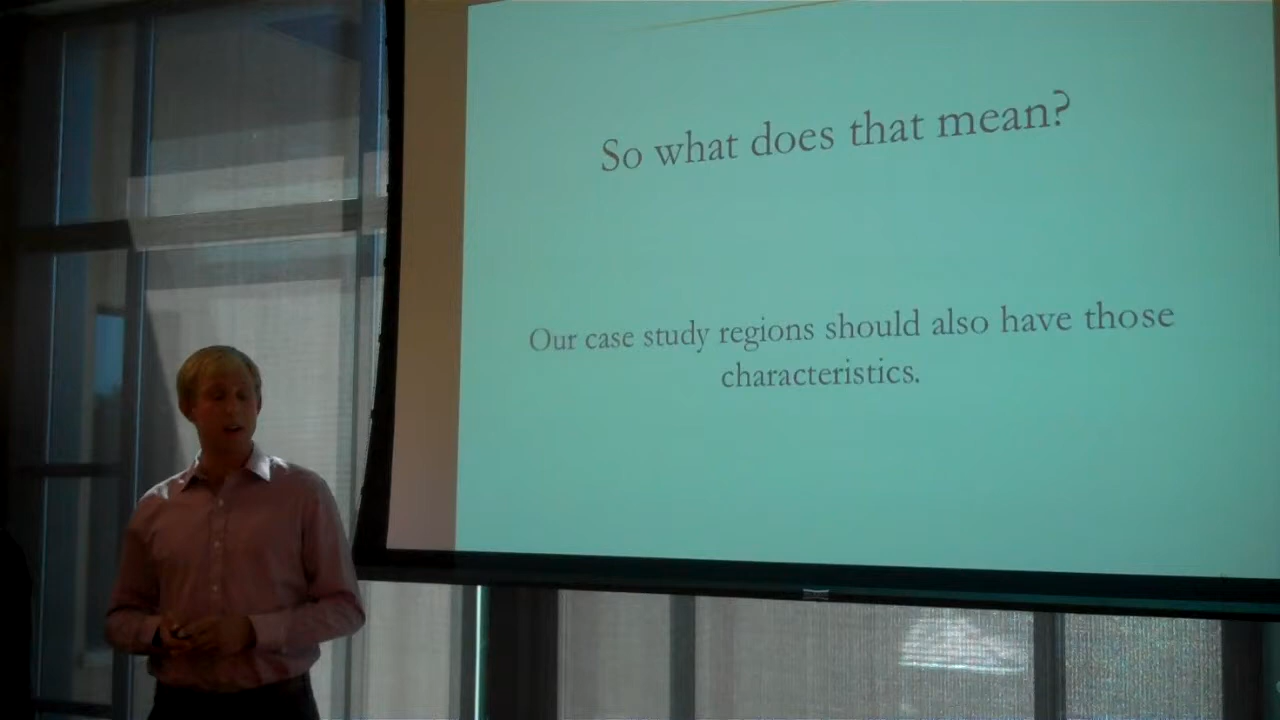 So what does that mean?
Our case study regions should also have those
characteristics.